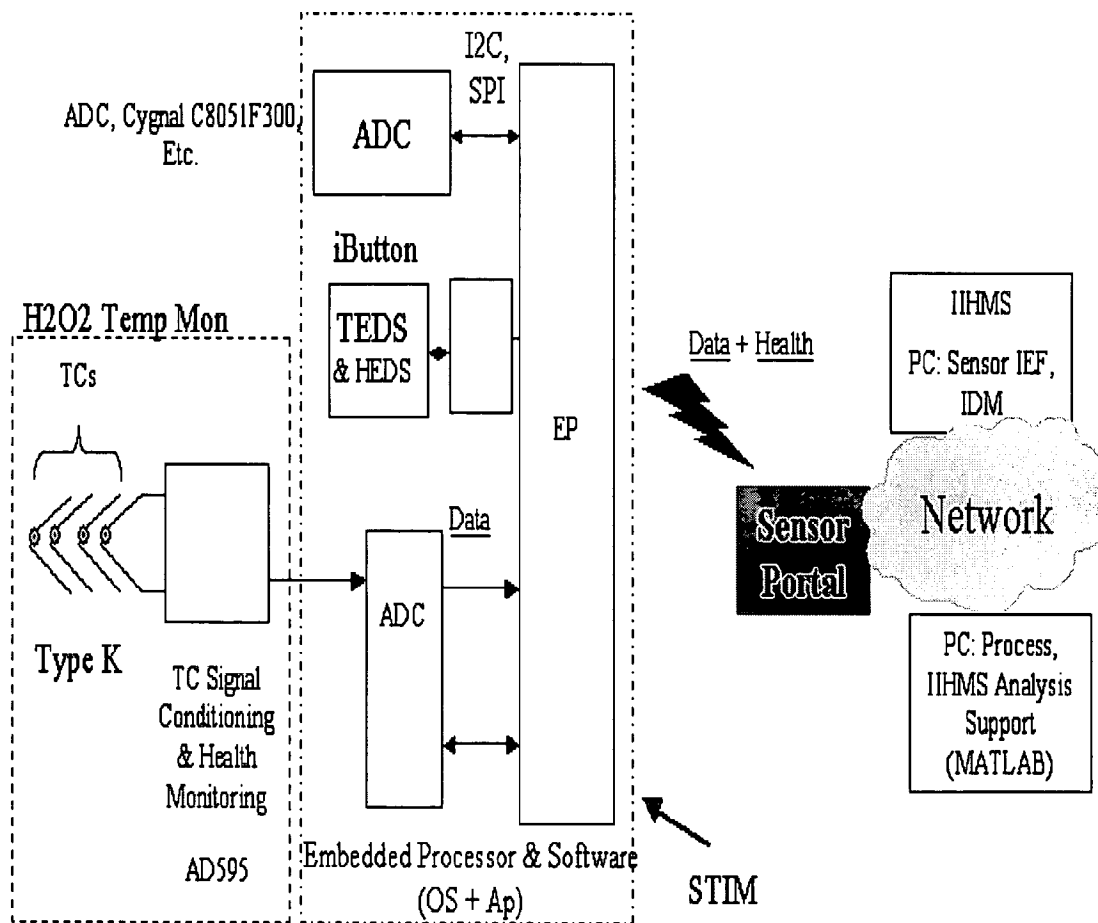 I2C,
SPI
ADC, Cygnal C8051F300,
Etc.
ADC
iButton
TEDS
& HEDS
EP
H2O2 Temp Mon
TCs
Type K
TC Signal
Conditioning
& Health
Monitoring
AD595
Data
ADC
Embedded Processor & Software
(OS + Ap)
STIM
Data + Health
Sensor
Portal
Network
IIHMS
PC: Sensor IEF,
IDM
PC: Process,
IIHMS Analysis
Support
(MATLAB)